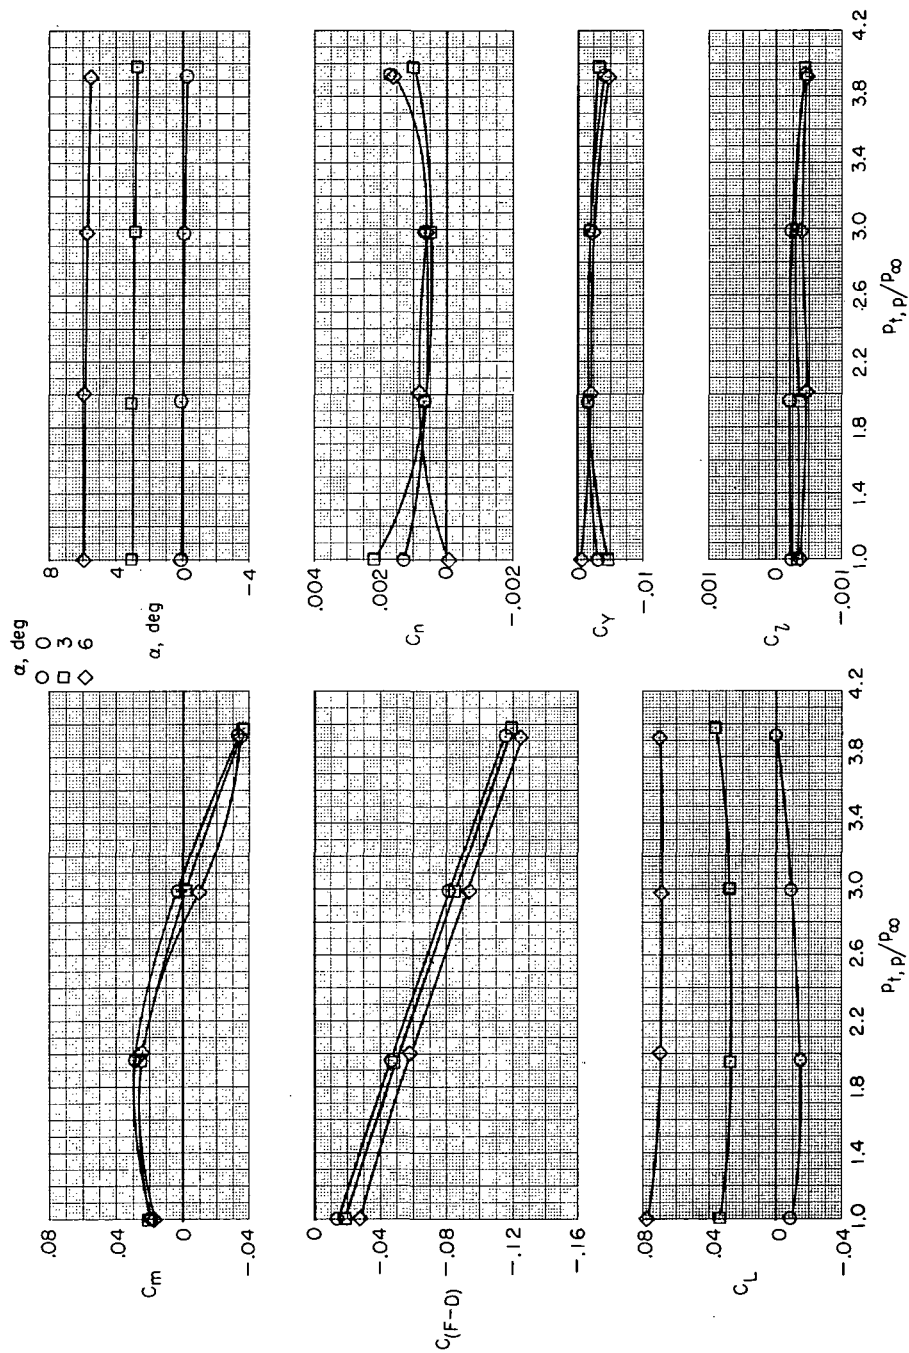 α, deg
○ 0
□ 3
◇ 6
.04
0
-.04
C_m
0
-.04
-.08
-.12
-.16
C_(F-D)
.08
.04
0
-.04
C_L
1.0 1.4 1.8 2.2 2.6 3.0 3.4 3.8 4.2
p_t,p/p_∞
8
4
0
-4
α, deg
.004
.002
0
-.002
C_n
0
-.01
C_Y
.001
0
-.001
C_l
1.0 1.4 1.8 2.2 2.6 3.0 3.4 3.8 4.2
p_t,p/p_∞